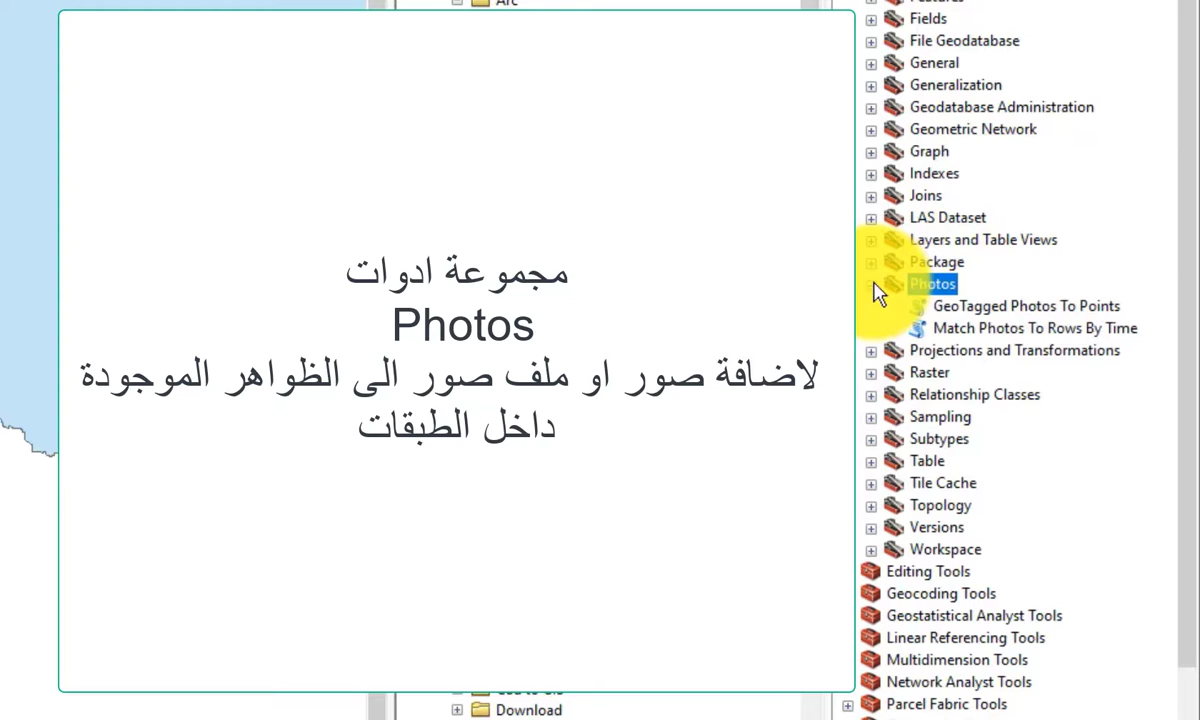 Arc
Fields
File Geodatabase
General
Generalization
Geodatabase Administration
Geometric Network
Graph
Indexes
Joins
LAS Dataset
Layers and Table Views
Package
Photos
GeoTagged Photos To Points
Match Photos To Rows By Time
Projections and Transformations
Raster
Relationship Classes
Sampling
Subtypes
Table
Tile Cache
Topology
Versions
Workspace
Editing Tools
Geocoding Tools
Geostatistical Analyst Tools
Linear Referencing Tools
Multidimension Tools
Network Analyst Tools
Parcel Fabric Tools
مجموعة ادوات
Photos
لاضافة صور او ملف صور الى الظواهر الموجودة
داخل الطبقات
Download